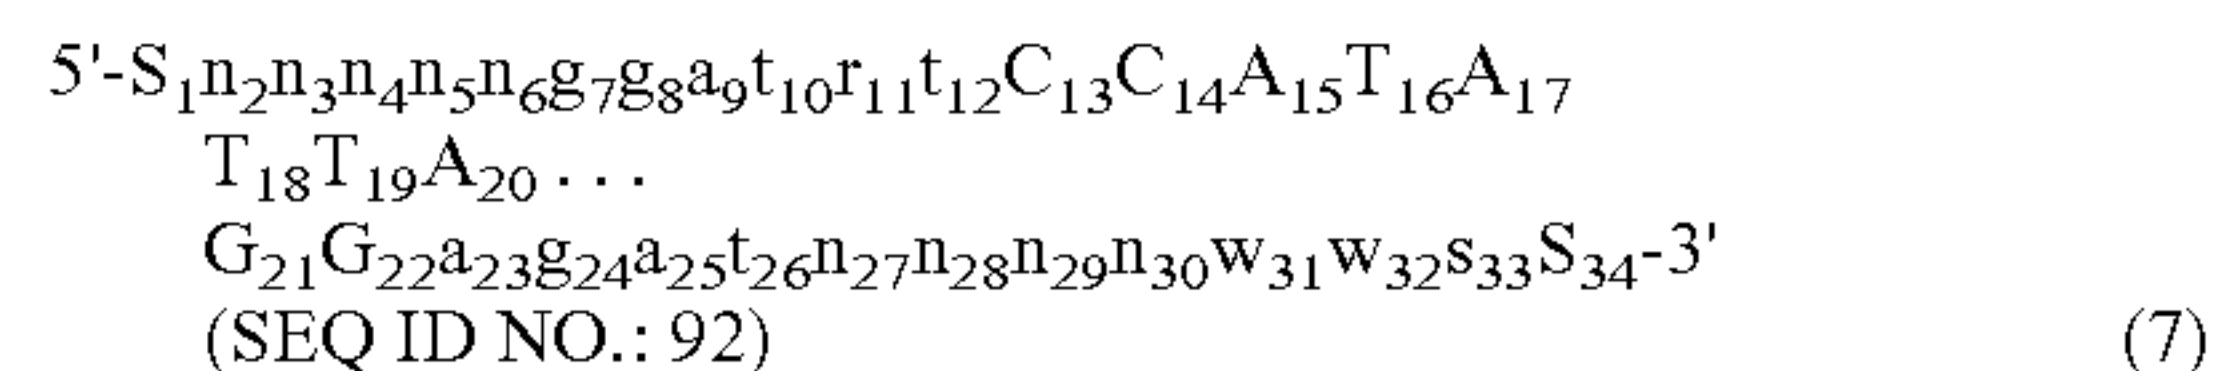 5'-S₁n₂n₃n₄n₅n₆g₇g₈a₉t₁₀r₁₁t₁₂C₁₃C₁₄A₁₅T₁₆A₁₇
T₁₈T₁₉A₂₀ . . .
G₂₁G₂₂a₂₃g₂₄a₂₅t₂₆n₂₇n₂₈n₂₉n₃₀w₃₁w₃₂s₃₃S₃₄-3'
(SEQ ID NO.: 92) (7)